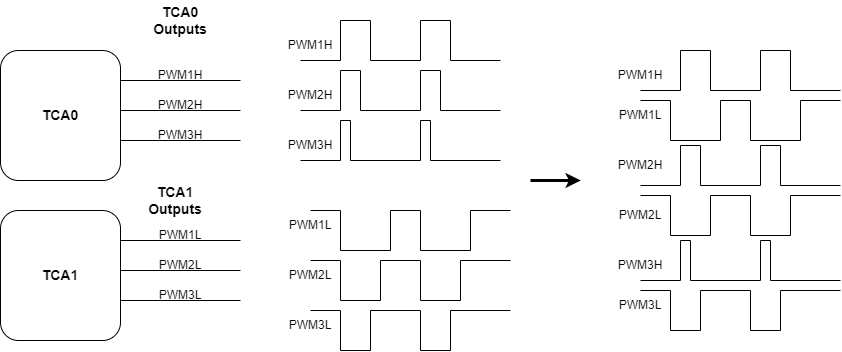 TCA0
Outputs
TCA0
PWM1H
PWM2H
PWM3H
TCA1
Outputs
TCA1
PWM1L
PWM2L
PWM3L
PWM1H
PWM2H
PWM3H
PWM1L
PWM2L
PWM3L
PWM1H
PWM1L
PWM2H
PWM2L
PWM3H
PWM3L